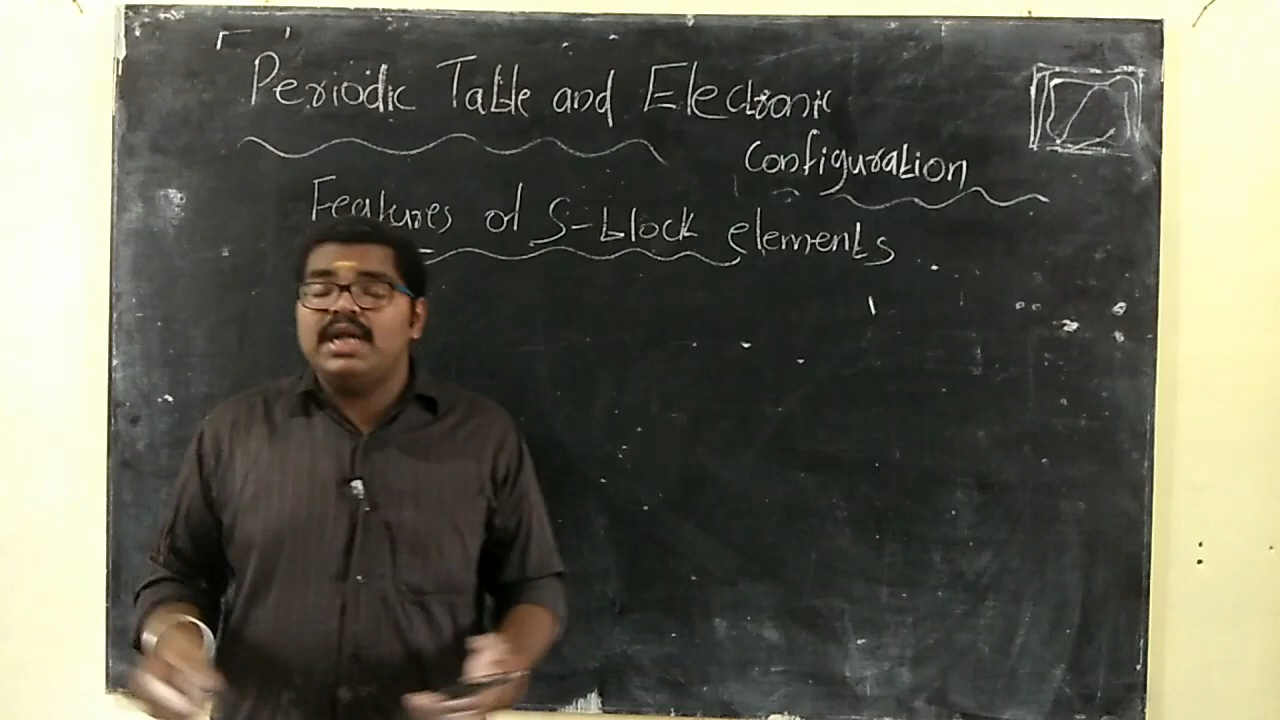 Periodic Table and Electronic
Configuration
Features of S-block elements